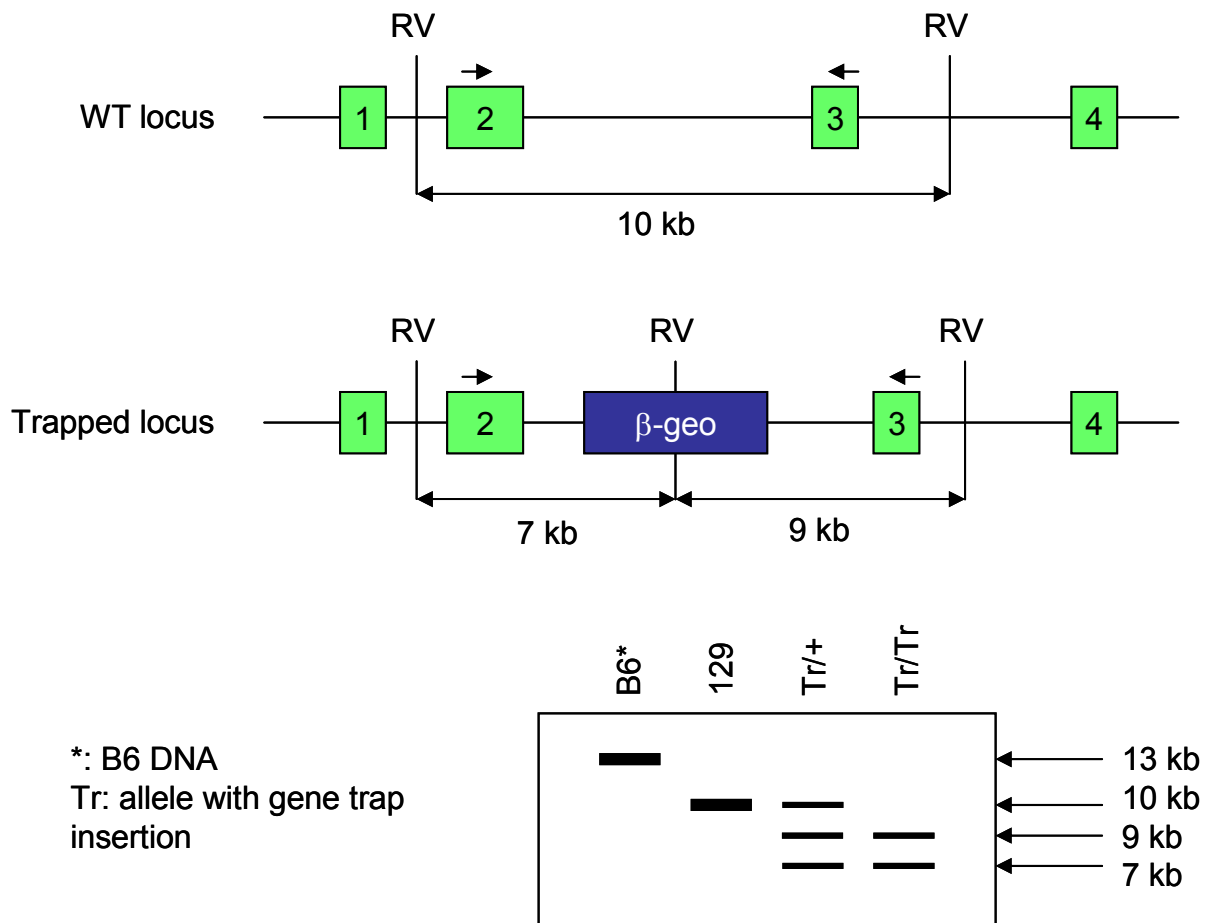 RV RV
WT locus 1 2 3 4
10 kb
RV RV RV
Trapped locus 1 2 β-geo 3 4
7 kb 9 kb
B6* 129 Tr/+ Tr/Tr
*: B6 DNA
Tr: allele with gene trap
insertion
13 kb
10 kb
9 kb
7 kb